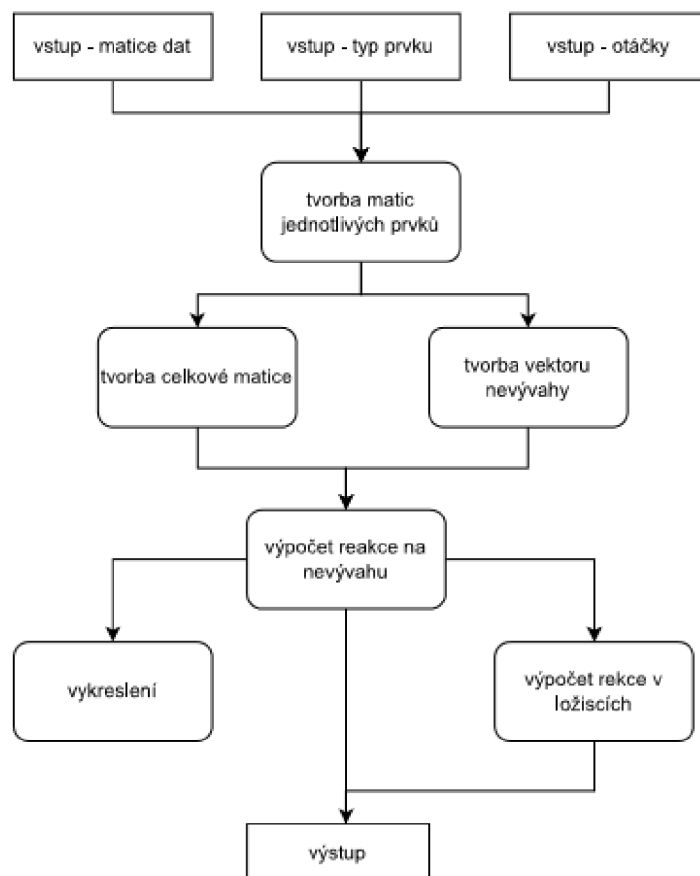 vstup - matice dat
vstup - typ prvku
vstup - otáčky
tvorba matic
jednotlivých prvků
tvorba celkové matice
tvorba vektoru
nevývahy
výpočet reakce na
nevývahu
vykreslení
výpočet rekce v
ložiscích
výstup